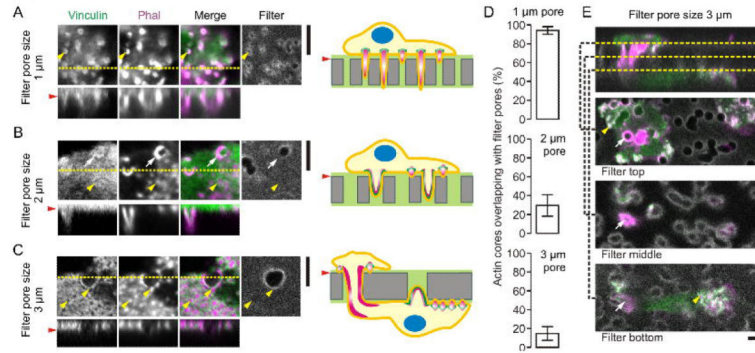 A
Vinculin
Phal
Merge
Filter
Filter pore size
1 µm
B
Filter pore size
2 µm
C
Filter pore size
3 µm
D
Actin cores overlapping with filter pores (%)
1 µm pore
100
80
60
40
20
0
2 µm
pore
100
80
60
40
20
0
3 µm
pore
100
80
60
40
20
0
E
Filter pore size 3 µm
Filter top
Filter middle
Filter bottom